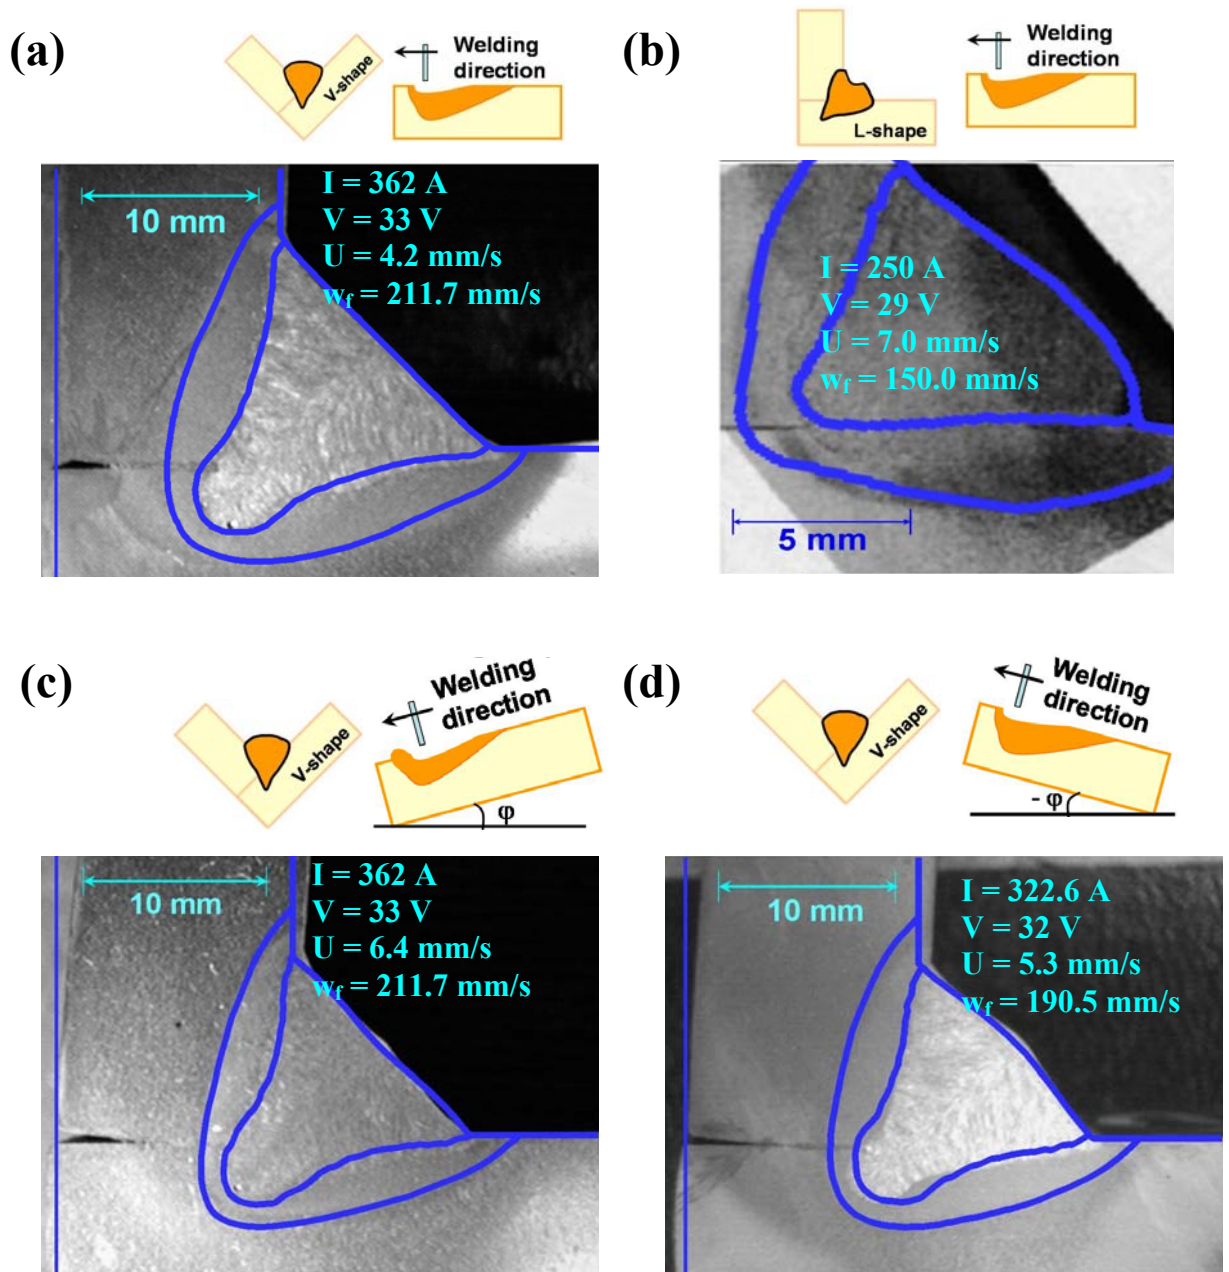 (a)
V-shape
Welding
direction
10 mm
I = 362 A
V = 33 V
U = 4.2 mm/s
wf = 211.7 mm/s
(b)
L-shape
Welding
direction
I = 250 A
V = 29 V
U = 7.0 mm/s
wf = 150.0 mm/s
5 mm
(c)
V-shape
Welding
direction
φ
10 mm
I = 362 A
V = 33 V
U = 6.4 mm/s
wf = 211.7 mm/s
(d)
V-shape
Welding
direction
- φ
10 mm
I = 322.6 A
V = 32 V
U = 5.3 mm/s
wf = 190.5 mm/s